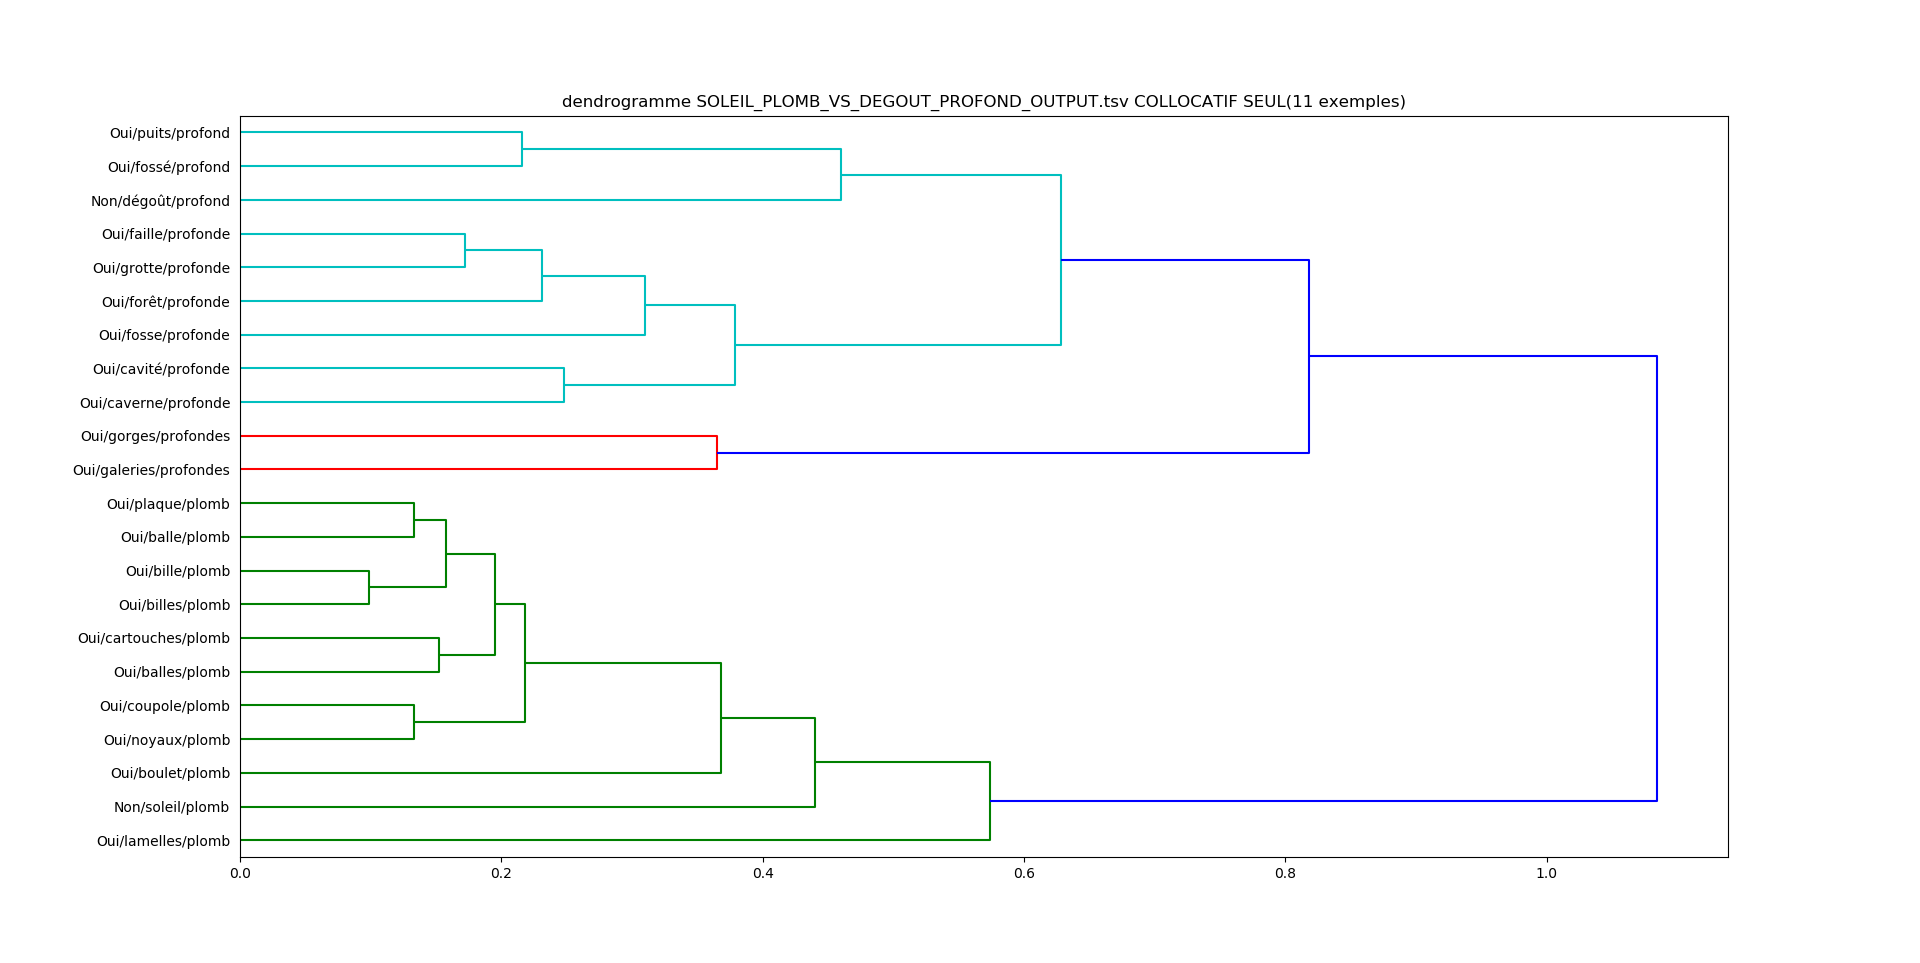 dendrogramme SOLEIL_PLOMB_VS_DEGOUT_PROFOND_OUTPUT.tsv COLLOCATIF SEUL(11 exemples)
Oui/puits/profond
Oui/fossé/profond
Non/dégoût/profond
Oui/faille/profonde
Oui/grotte/profonde
Oui/forêt/profonde
Oui/fosse/profonde
Oui/cavité/profonde
Oui/caverne/profonde
Oui/gorges/profondes
Oui/galeries/profondes
Oui/plaque/plomb
Oui/balle/plomb
Oui/bille/plomb
Oui/billes/plomb
Oui/cartouches/plomb
Oui/balles/plomb
Oui/coupole/plomb
Oui/noyaux/plomb
Oui/boulet/plomb
Non/soleil/plomb
Oui/lamelles/plomb
0.0 0.2 0.4 0.6 0.8 1.0